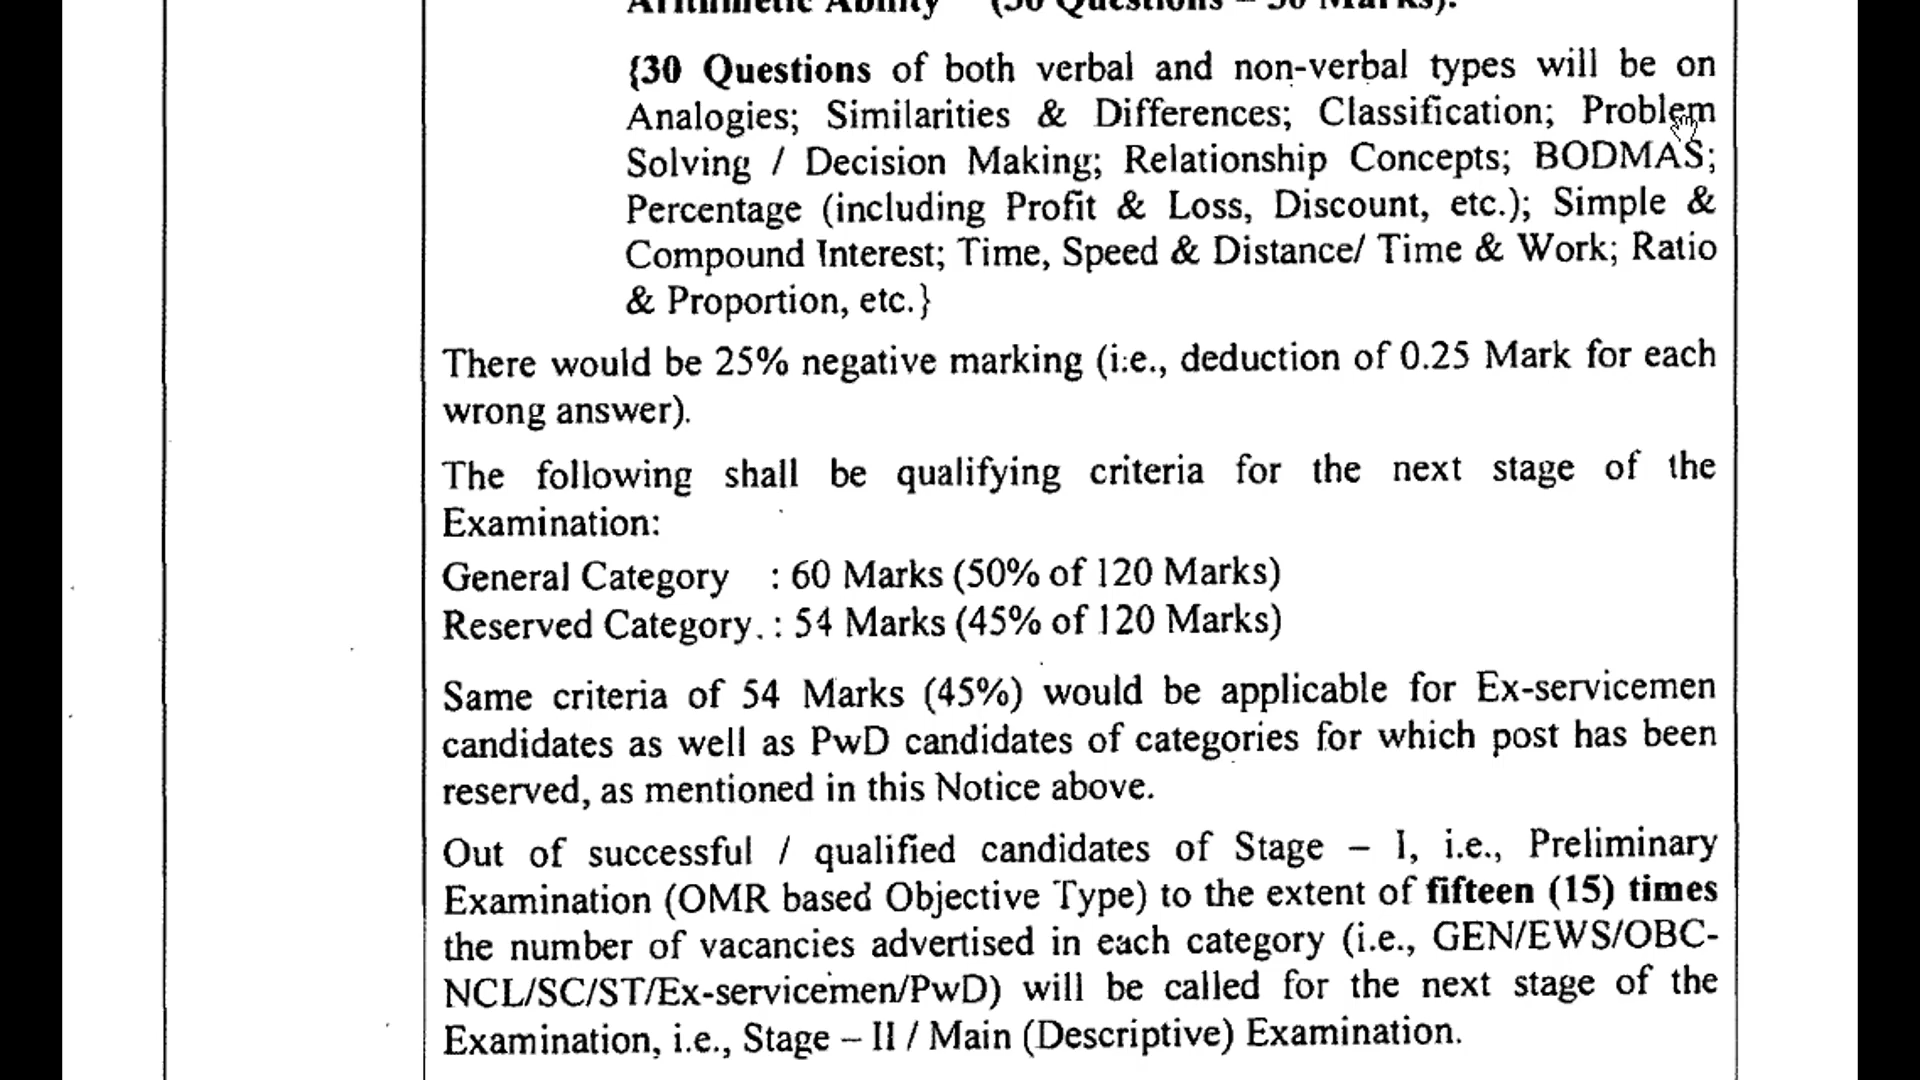 Arithmetic Ability (30 Questions – 30 Marks).
{30 Questions of both verbal and non-verbal types will be on
Analogies; Similarities & Differences; Classification; Problem
Solving / Decision Making; Relationship Concepts; BODMAS;
Percentage (including Profit & Loss, Discount, etc.); Simple &
Compound Interest; Time, Speed & Distance/ Time & Work; Ratio
& Proportion, etc.}
There would be 25% negative marking (i.e., deduction of 0.25 Mark for each
wrong answer).
The following shall be qualifying criteria for the next stage of the
Examination:
General Category : 60 Marks (50% of 120 Marks)
Reserved Category : 54 Marks (45% of 120 Marks)
Same criteria of 54 Marks (45%) would be applicable for Ex-servicemen
candidates as well as PwD candidates of categories for which post has been
reserved, as mentioned in this Notice above.
Out of successful / qualified candidates of Stage – I, i.e., Preliminary
Examination (OMR based Objective Type) to the extent of fifteen (15) times
the number of vacancies advertised in each category (i.e., GEN/EWS/OBC-
NCL/SC/ST/Ex-servicemen/PwD) will be called for the next stage of the
Examination, i.e., Stage – II / Main (Descriptive) Examination.